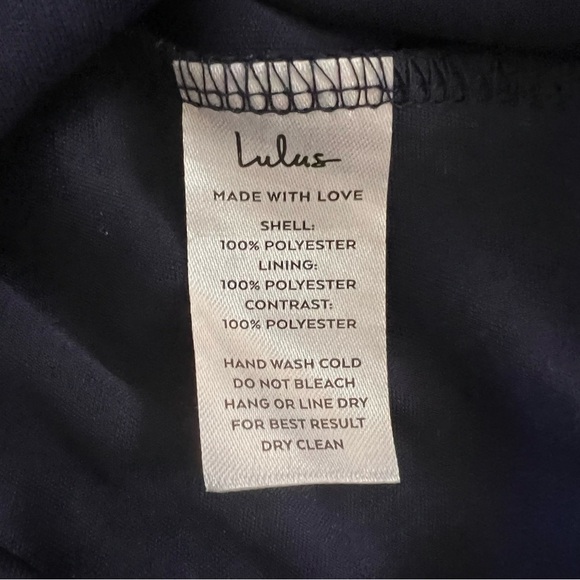 Lulus
MADE WITH LOVE
SHELL:
100% POLYESTER
LINING:
100% POLYESTER
CONTRAST:
100% POLYESTER
HAND WASH COLD
DO NOT BLEACH
HANG OR LINE DRY
FOR BEST RESULT
DRY CLEAN